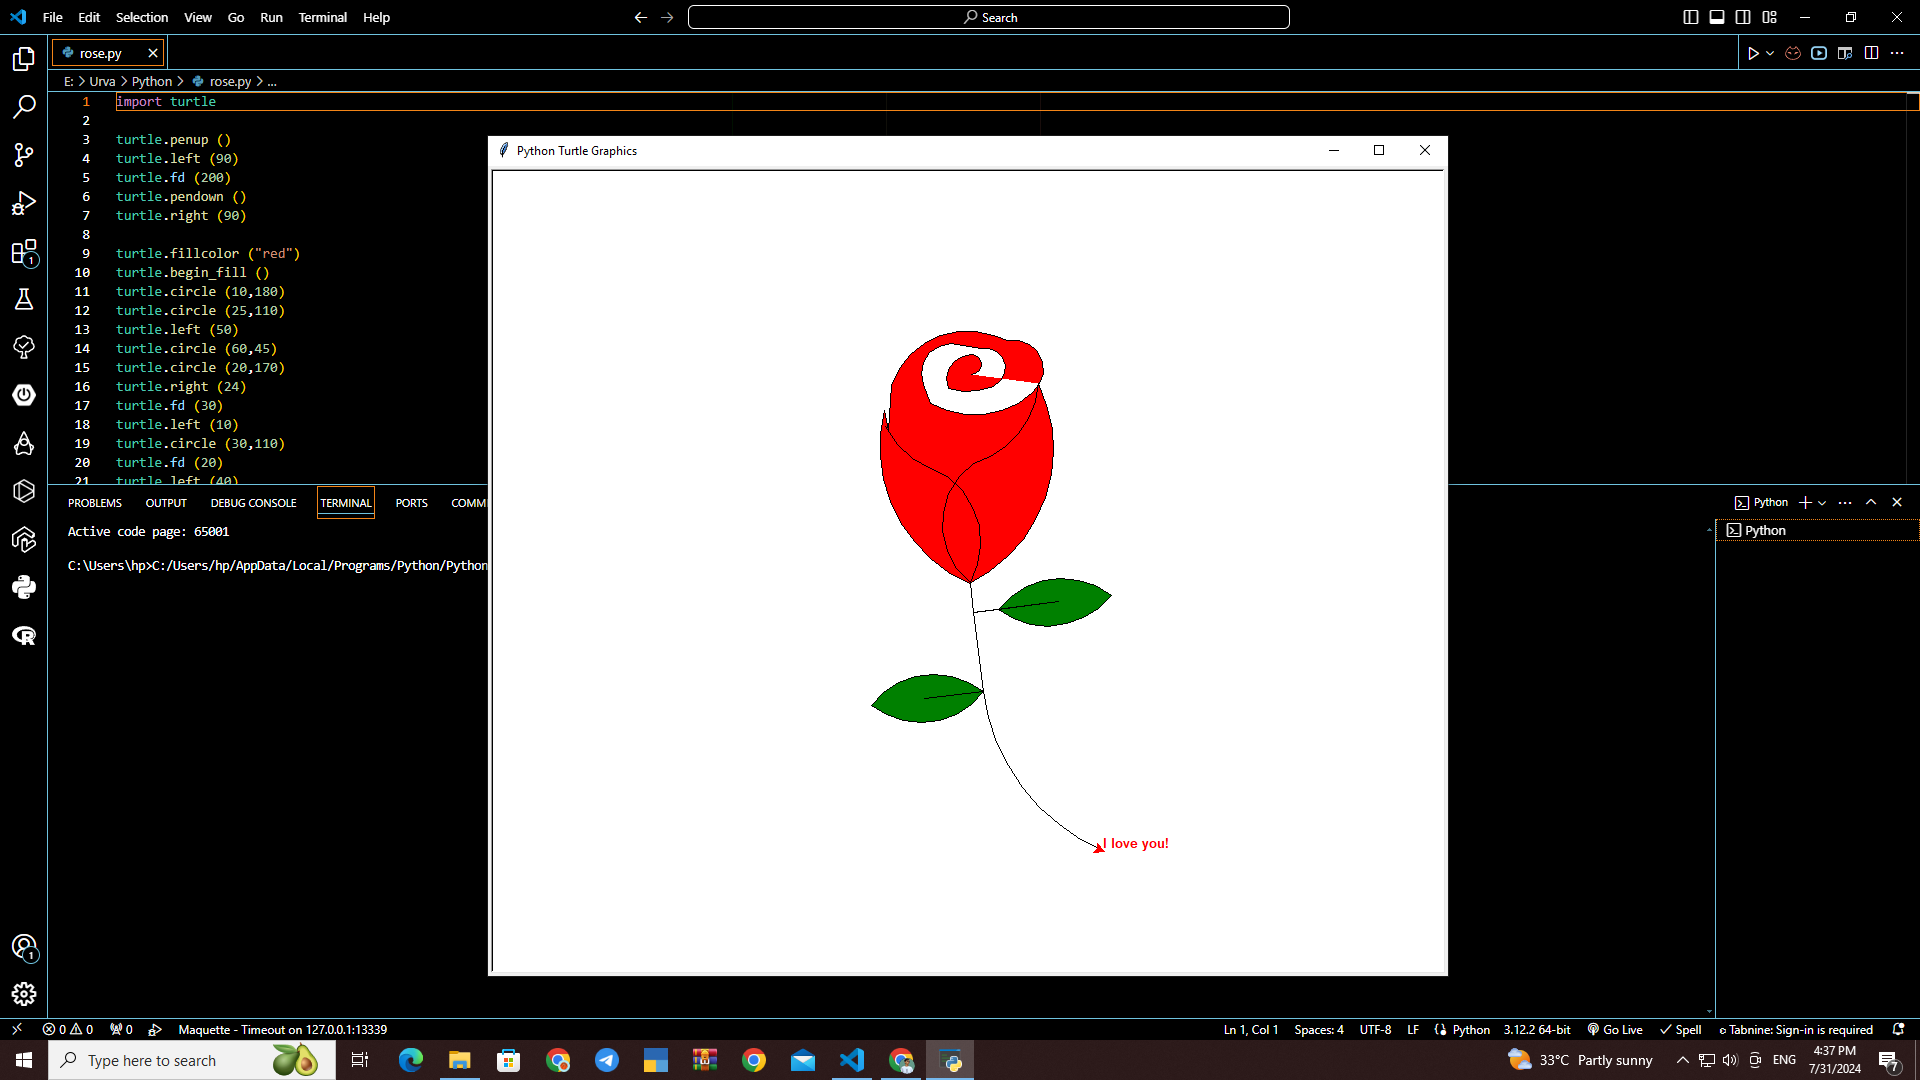 File Edit Selection View Go Run Terminal Help
Search
rose.py
E: > Urva > Python > rose.py > ...
1 import turtle
2
3 turtle.penup ()
4 turtle.left (90)
5 turtle.fd (200)
6 turtle.pendown ()
7 turtle.right (90)
8
9 turtle.fillcolor ("red")
10 turtle.begin_fill ()
11 turtle.circle (10,180)
12 turtle.circle (25,110)
13 turtle.left (50)
14 turtle.circle (60,45)
15 turtle.circle (20,170)
16 turtle.right (24)
17 turtle.fd (30)
18 turtle.left (10)
19 turtle.circle (30,110)
20 turtle.fd (20)
21 turtle.left (40)
Python Turtle Graphics
I love you!
PROBLEMS OUTPUT DEBUG CONSOLE TERMINAL PORTS COMM
Python
Python
Active code page: 65001
C:\Users\hp>C:/Users/hp/AppData/Local/Programs/Python/Python
1
1
0 0 0 Maquette - Timeout on 127.0.0.1:13339 Ln 1, Col 1 Spaces: 4 UTF-8 LF Python 3.12.2 64-bit Go Live Spell Tabnine: Sign-in is required
Type here to search 33°C Partly sunny ENG 4:37 PM
7/31/2024
7